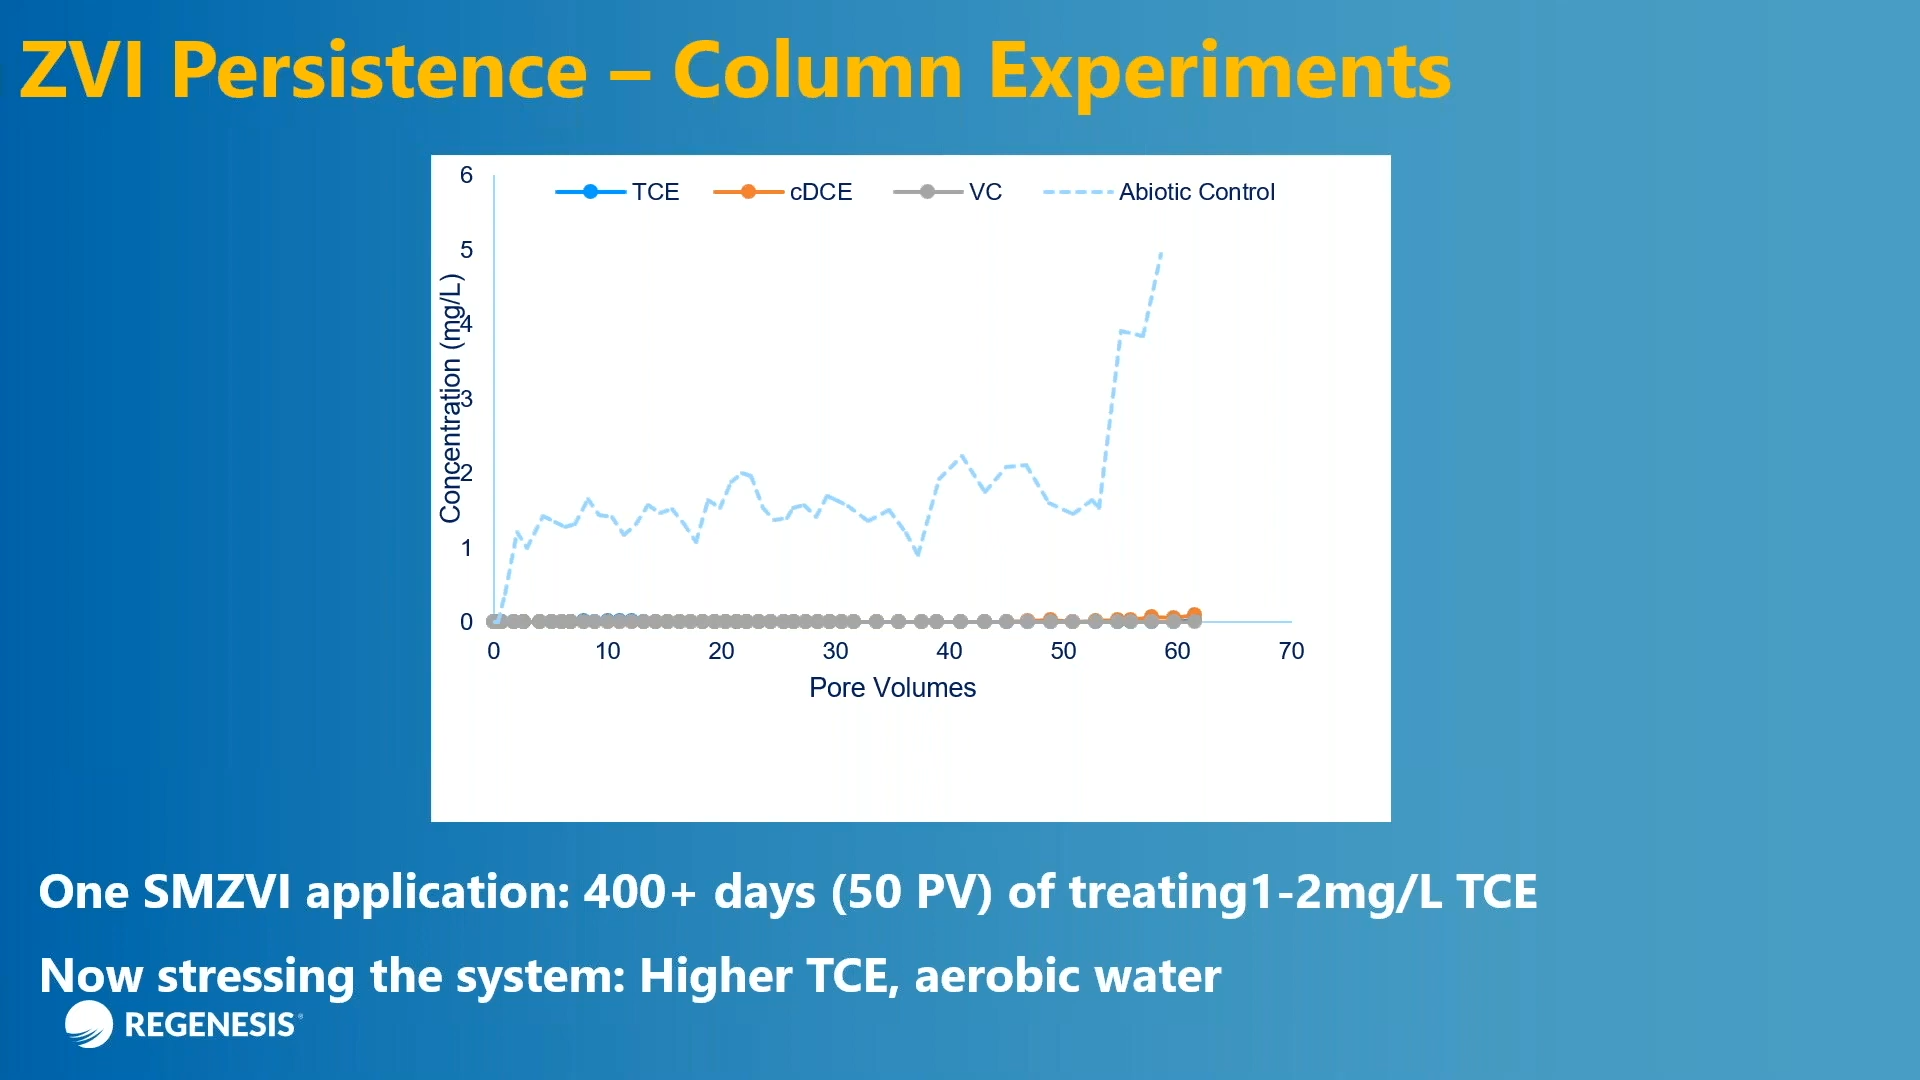 ZVI Persistence – Column Experiments
TCE cDCE VC Abiotic Control
6
5
4
3
2
1
0
Concentration (mg/L)
0 10 20 30 40 50 60 70
Pore Volumes
One SMZVI application: 400+ days (50 PV) of treating1-2mg/L TCE
Now stressing the system: Higher TCE, aerobic water
REGENESIS®